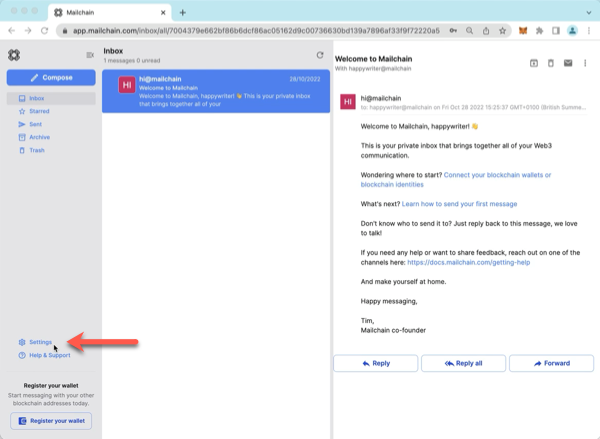 Mailchain
app.mailchain.com/inbox/all/7004379e662bf86b6dcf86ac05162d9c00736630bd139a7896af33f9f72220a5
Compose
Inbox
Starred
Sent
Archive
Trash
Settings
Help & Support
Register your wallet
Start messaging with your other
blockchain addresses today.
Register your wallet
Inbox
1 messages 0 unread
HI
hi@mailchain
28/10/2022
Welcome to Mailchain
Welcome to Mailchain, happywriter! 👋 This is your private inbox
that brings together all of your
Welcome to Mailchain
With happywriter@mailchain
HI
hi@mailchain
to: happywriter@mailchain on Fri Oct 28 2022 15:25:37 GMT+0100 (British Summe...
Welcome to Mailchain, happywriter! 👋
This is your private inbox that brings together all of your Web3
communication.
Wondering where to start? Connect your blockchain wallets or
blockchain identities
What's next? Learn how to send your first message
Don't know who to send it to? Just reply back to this message, we love
to talk!
If you need any help or want to share feedback, reach out on one of the
channels here: https://docs.mailchain.com/getting-help
And make yourself at home.
Happy messaging,
Tim,
Mailchain co-founder
Reply
Reply all
Forward